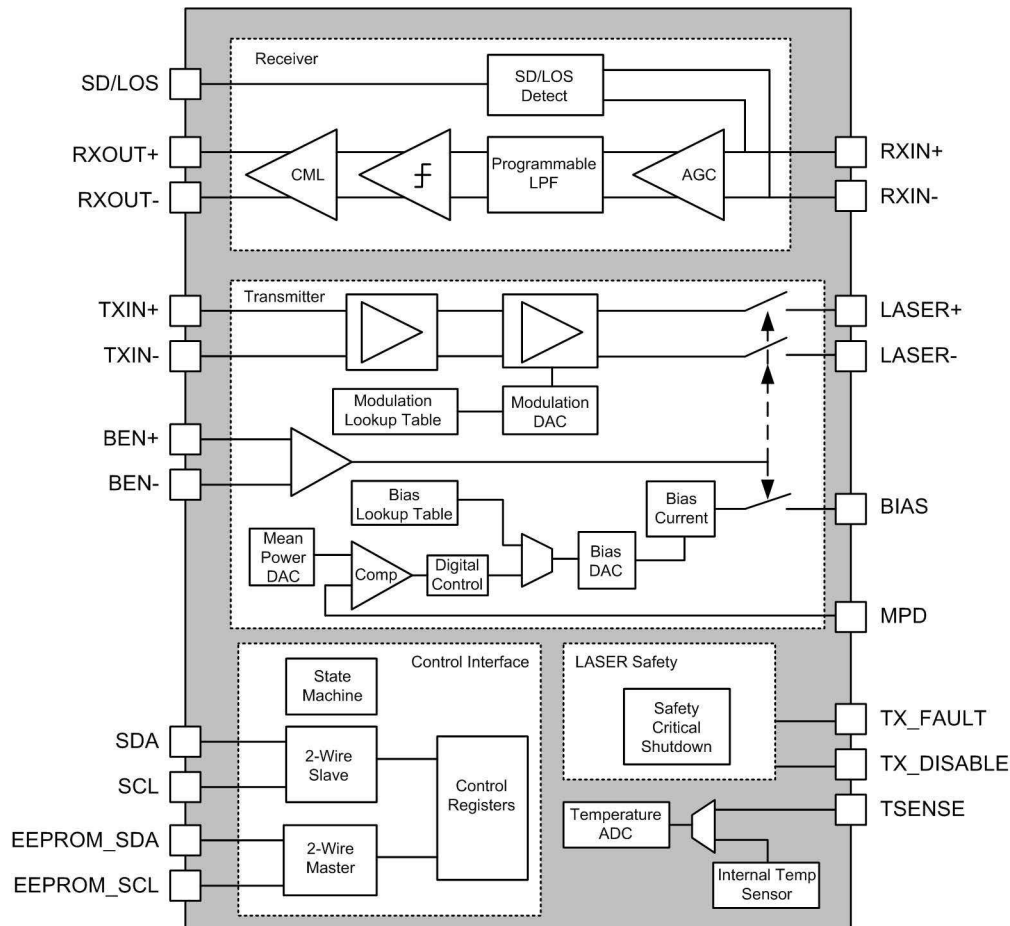 Receiver
SD/LOS
SD/LOS
Detect
RXOUT+
RXOUT-
CML
Programmable
LPF
AGC
RXIN+
RXIN-
Transmitter
TXIN+
TXIN-
LASER+
LASER-
Modulation
Lookup Table
Modulation
DAC
BEN+
BEN-
Bias
Lookup Table
Bias
Current
BIAS
Mean
Power
DAC
Comp
Digital
Control
Bias
DAC
MPD
Control Interface
State
Machine
SDA
SCL
2-Wire
Slave
Control
Registers
EEPROM_SDA
EEPROM_SCL
2-Wire
Master
LASER Safety
Safety
Critical
Shutdown
TX_FAULT
TX_DISABLE
TSENSE
Temperature
ADC
Internal Temp
Sensor